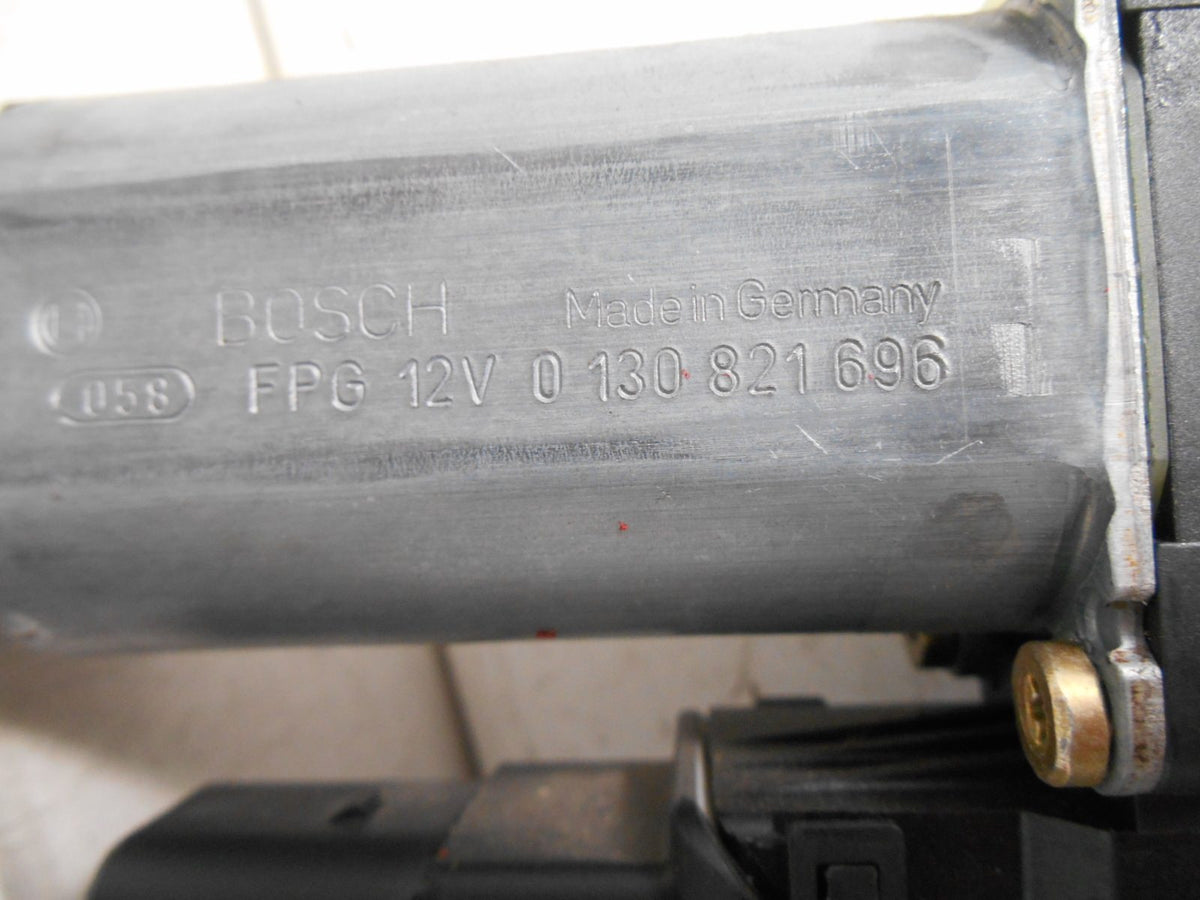 BOSCH Made in Germany
058 FPG 12V 0 130 821 696